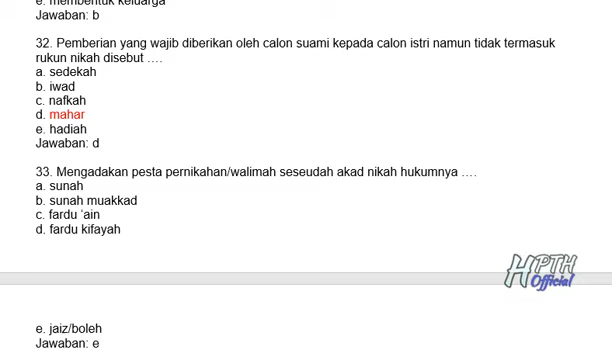 e. membentuk keluarga
Jawaban: b
32. Pemberian yang wajib diberikan oleh calon suami kepada calon istri namun tidak termasuk
rukun nikah disebut ....
a. sedekah
b. iwad
c. nafkah
d. mahar
e. hadiah
Jawaban: d
33. Mengadakan pesta pernikahan/walimah seseudah akad nikah hukumnya ....
a. sunah
b. sunah muakkad
c. fardu 'ain
d. fardu kifayah
HPTH
Official
e. jaiz/boleh
Jawaban: e